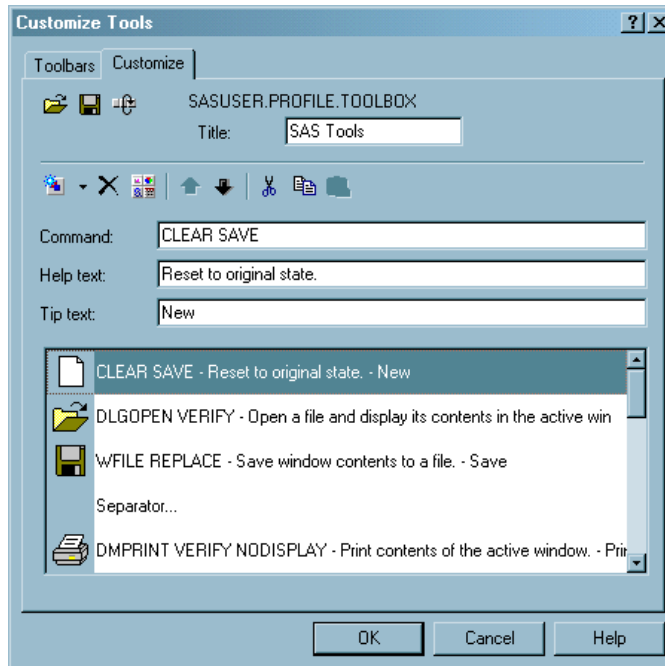 Customize Tools
Toolbars Customize
SASUSER.PROFILE.TOOLBOX
Title: SAS Tools
Command: CLEAR SAVE
Help text: Reset to original state.
Tip text: New
CLEAR SAVE - Reset to original state. - New
DLGOPEN VERIFY - Open a file and display its contents in the active win
WFILE REPLACE - Save window contents to a file. - Save
Separator...
DMPRINT VERIFY NODISPLAY - Print contents of the active window. - Prin
OK Cancel Help